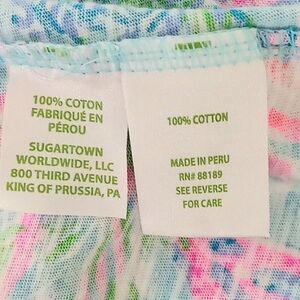 100% COTON
FABRIQUÉ EN
PÉROU
SUGARTOWN
WORLDWIDE, LLC
800 THIRD AVENUE
KING OF PRUSSIA, PA
100% COTTON
MADE IN PERU
RN# 88189
SEE REVERSE
FOR CARE